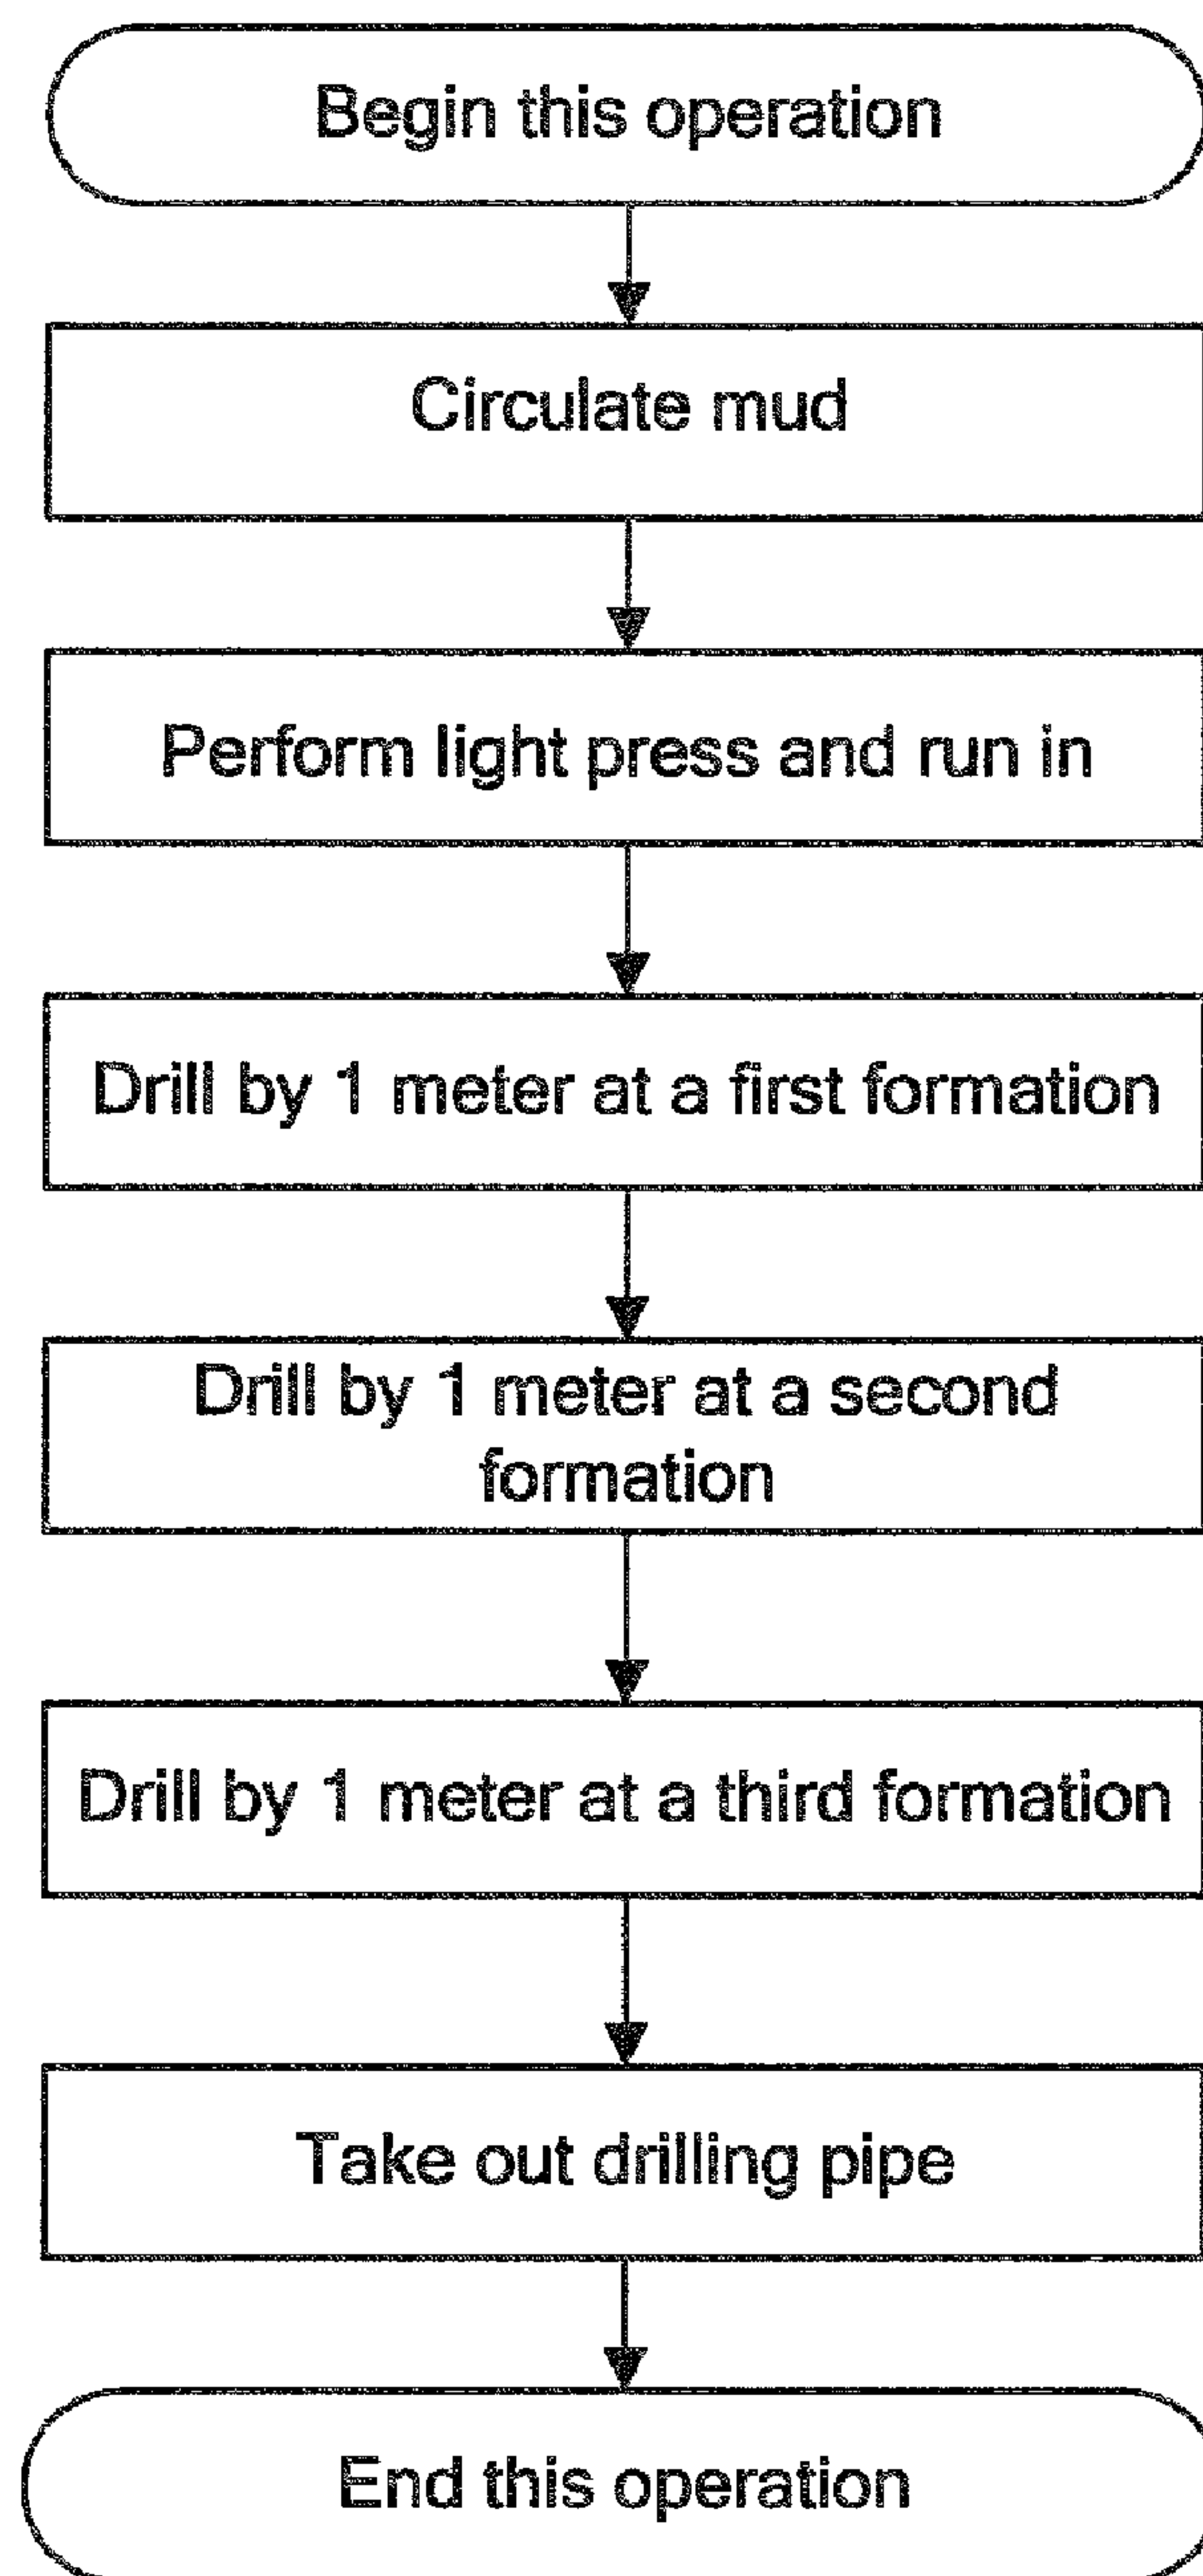 Begin this operation
Circulate mud
Perform light press and run in
Drill by 1 meter at a first formation
Drill by 1 meter at a second
formation
Drill by 1 meter at a third formation
Take out drilling pipe
End this operation